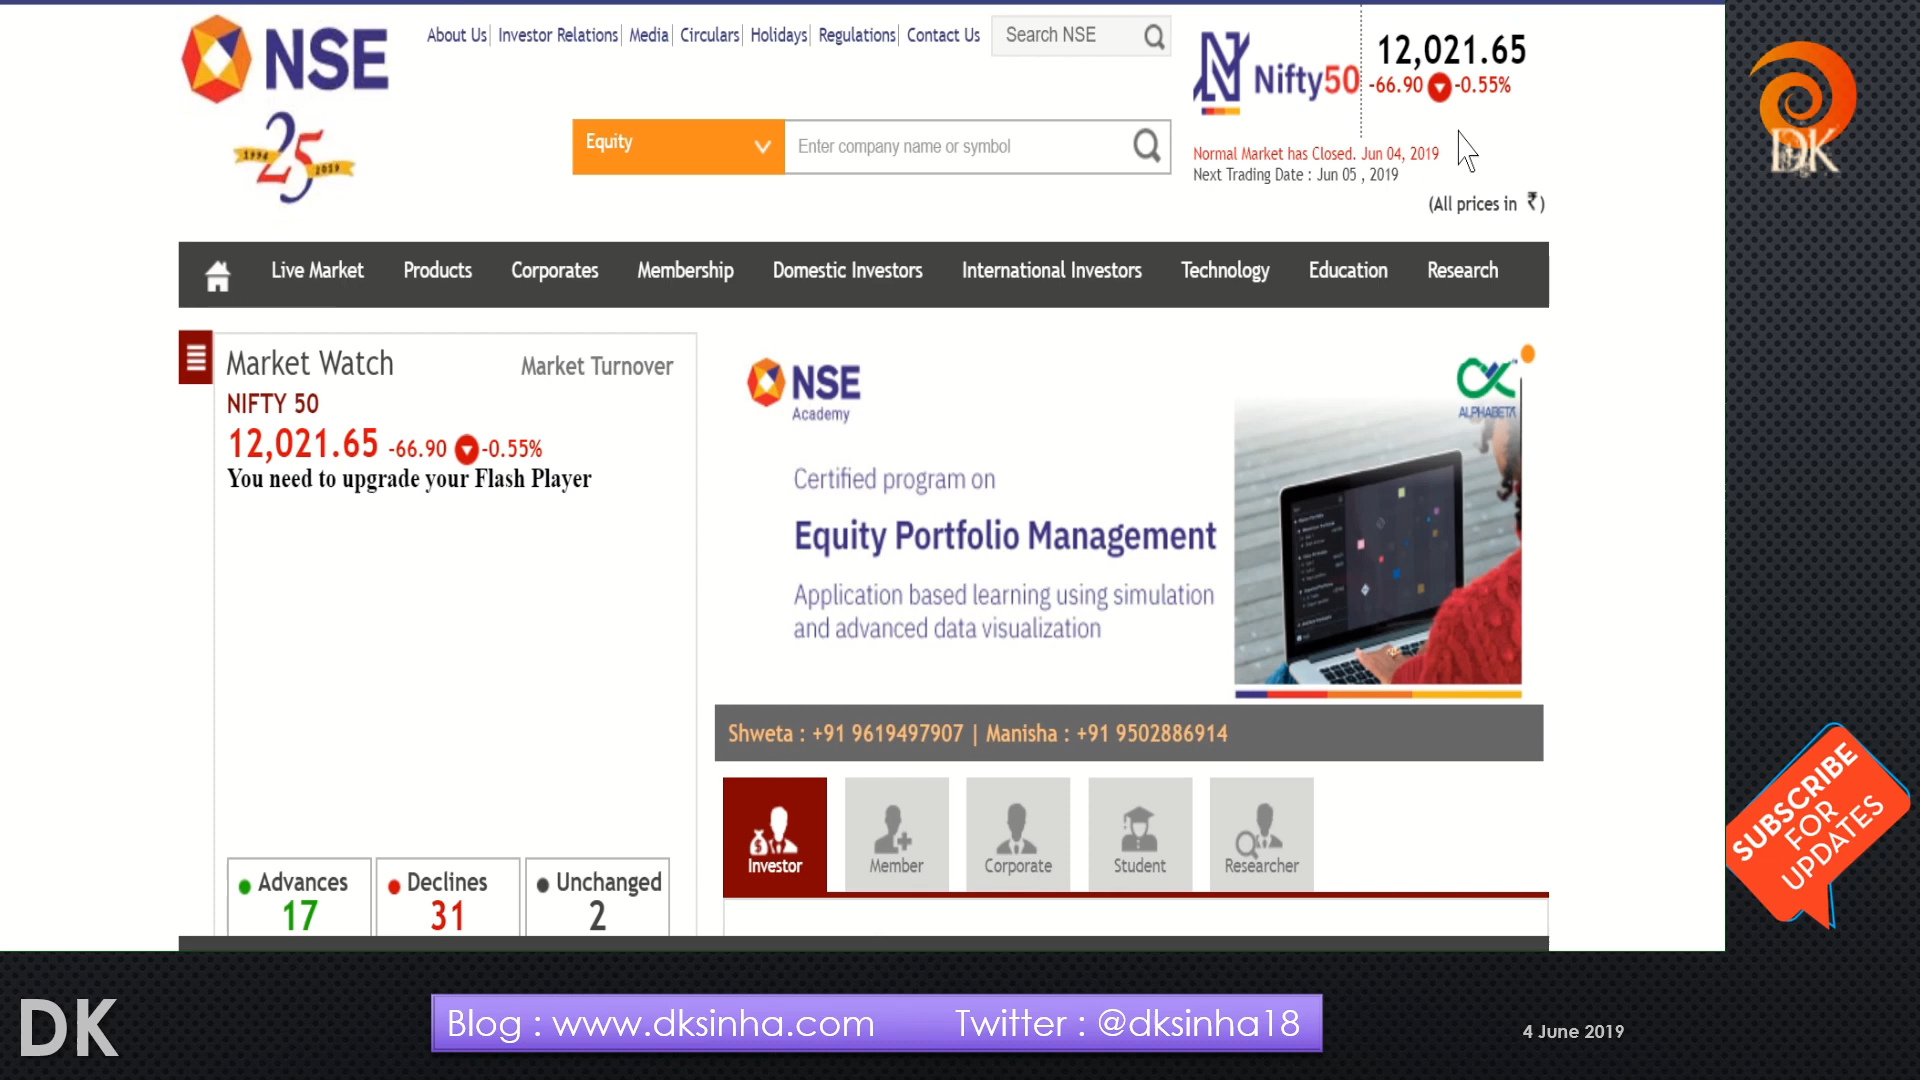 NSE
1994 25 2019
About Us | Investor Relations | Media | Circulars | Holidays | Regulations | Contact Us
Search NSE
Equity
Enter company name or symbol
Nifty50
12,021.65
-66.90 -0.55%
Normal Market has Closed. Jun 04, 2019
Next Trading Date : Jun 05 , 2019
(All prices in ₹)
DK
Live Market Products Corporates Membership Domestic Investors International Investors Technology Education Research
Market Watch
Market Turnover
NIFTY 50
12,021.65 -66.90 -0.55%
You need to upgrade your Flash Player
Advances
17
Declines
31
Unchanged
2
NSE
Academy
ALPHABETA
Certified program on
Equity Portfolio Management
Application based learning using simulation
and advanced data visualization
Shweta : +91 9619497907 | Manisha : +91 9502886914
Investor
Member
Corporate
Student
Researcher
SUBSCRIBE
FOR
UPDATES
DK
Blog : www.dksinha.com Twitter : @dksinha18
4 June 2019